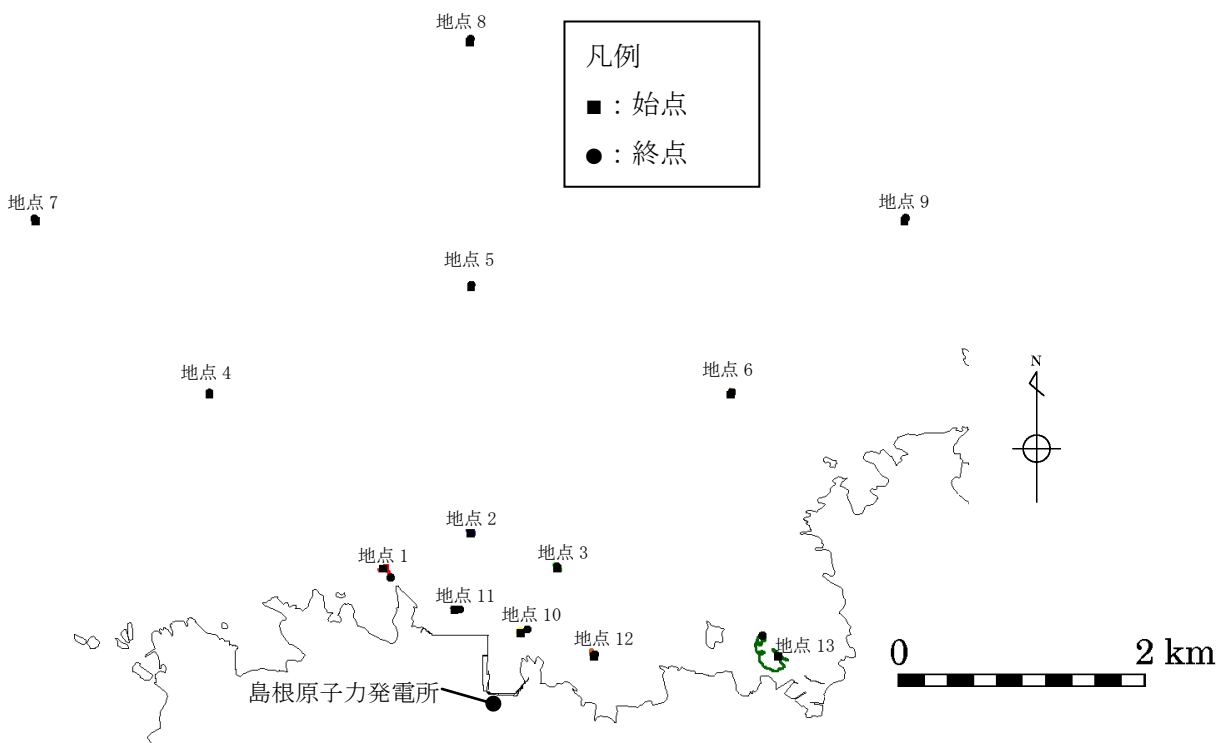 地点 8
凡例
■：始点
●：終点
地点 7
地点 9
地点 5
地点 4
地点 6
N
地点 2
地点 1
地点 3
地点 11
地点 10
地点 12
地点 13
0 2 km
島根原子力発電所